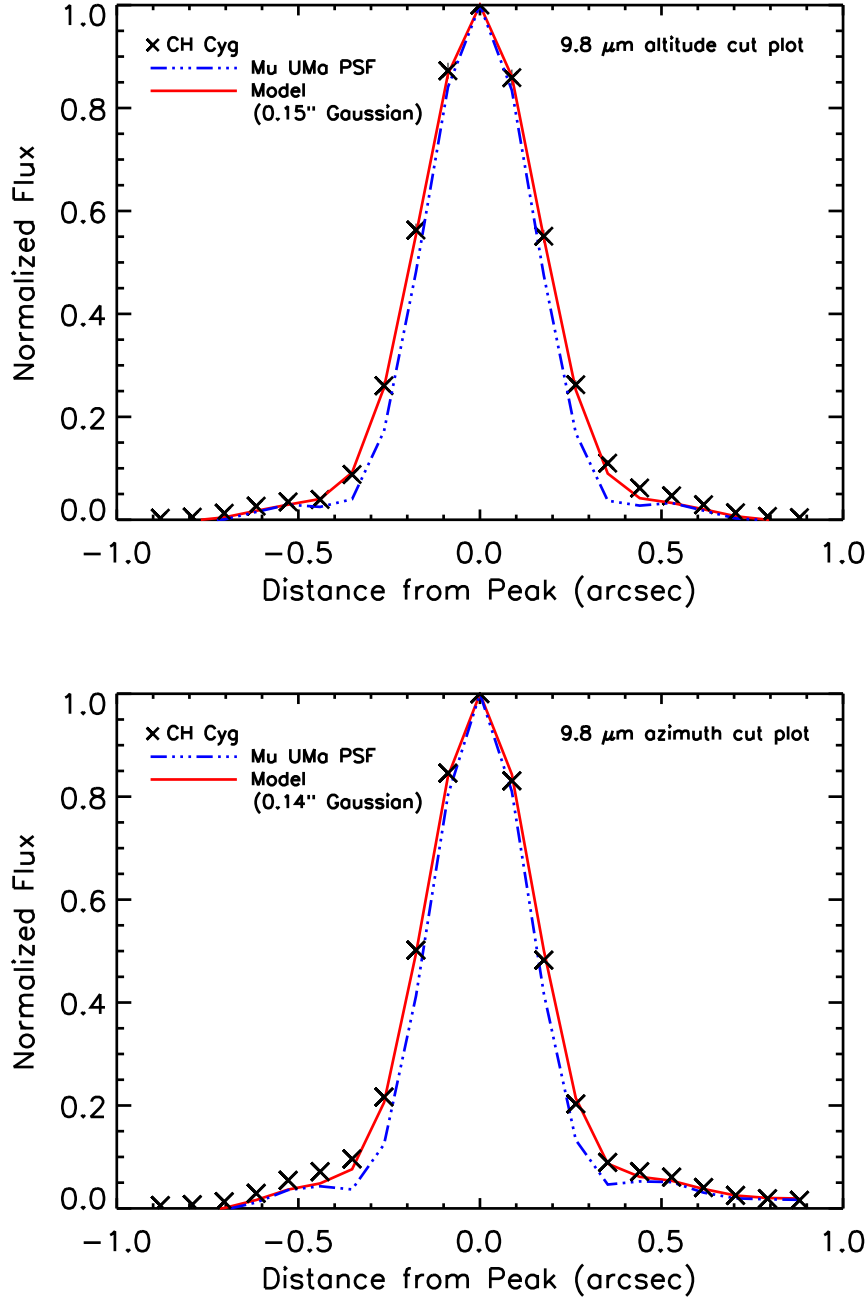 1.0
× CH Cyg
9.8 μm altitude cut plot
Mu UMa PSF
Model
(0.15" Gaussian)
0.8
0.6
0.4
0.2
0.0
Normalized Flux
−1.0 −0.5 0.0 0.5 1.0
Distance from Peak (arcsec)
1.0
× CH Cyg
9.8 μm azimuth cut plot
Mu UMa PSF
Model
(0.14" Gaussian)
0.8
0.6
0.4
0.2
0.0
Normalized Flux
−1.0 −0.5 0.0 0.5 1.0
Distance from Peak (arcsec)